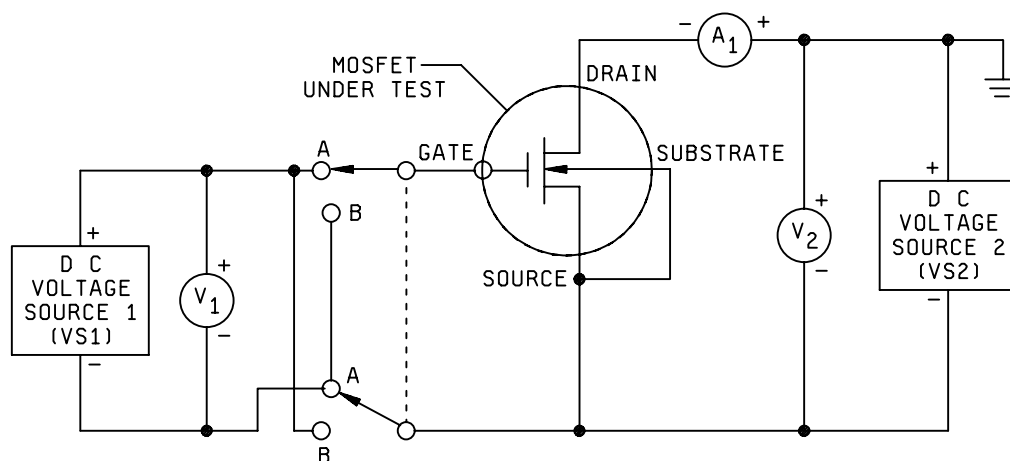 - A1 +
MOSFET
UNDER TEST
DRAIN
A
GATE
SUBSTRATE
B
+
D C
VOLTAGE
SOURCE 1
(VS1)
-
+
V1
-
SOURCE
+
V2
-
+
D C
VOLTAGE
SOURCE 2
(VS2)
-
A
B